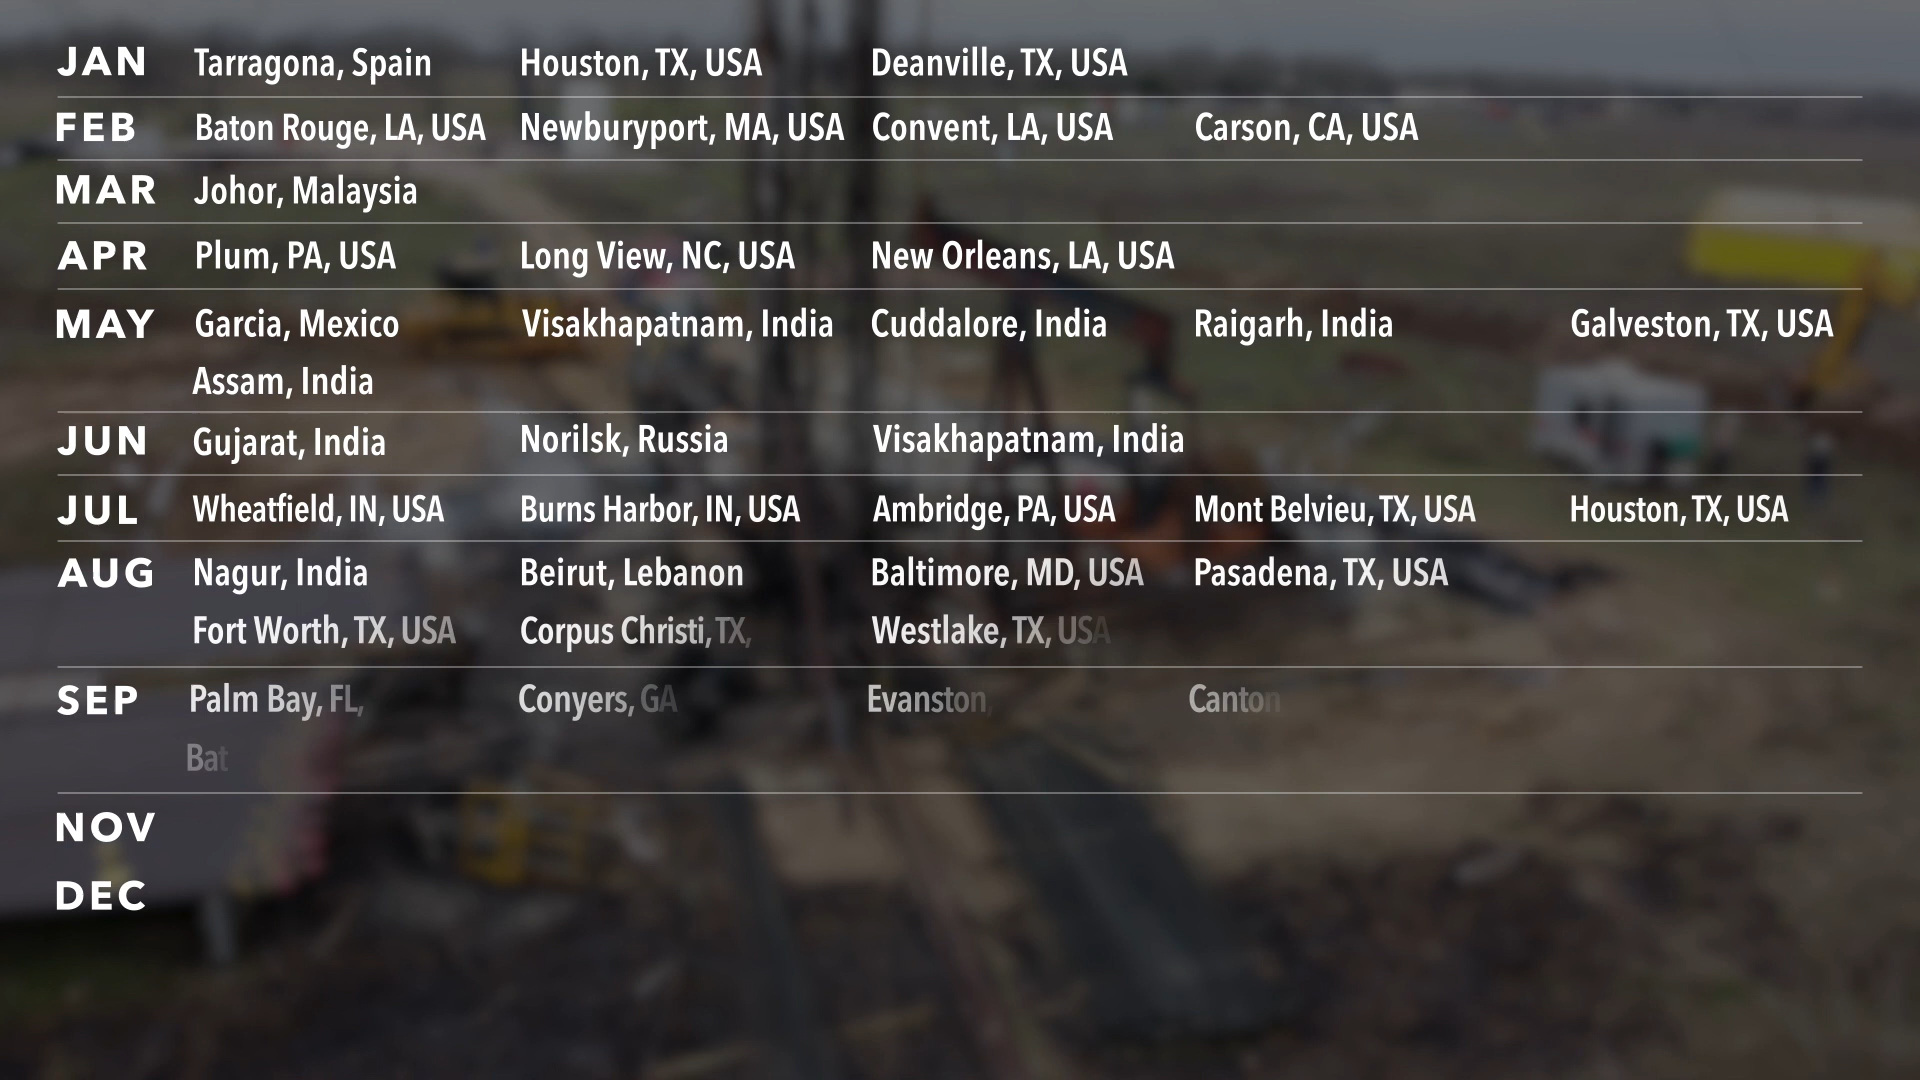 JAN Tarragona, Spain Houston, TX, USA Deanville, TX, USA
FEB Baton Rouge, LA, USA Newburyport, MA, USA Convent, LA, USA Carson, CA, USA
MAR Johor, Malaysia
APR Plum, PA, USA Long View, NC, USA New Orleans, LA, USA
MAY Garcia, Mexico Visakhapatnam, India Cuddalore, India Raigarh, India Galveston, TX, USA
Assam, India
JUN Gujarat, India Norilsk, Russia Visakhapatnam, India
JUL Wheatfield, IN, USA Burns Harbor, IN, USA Ambridge, PA, USA Mont Belvieu, TX, USA Houston, TX, USA
AUG Nagur, India Beirut, Lebanon Baltimore, MD, USA Pasadena, TX, USA
Fort Worth, TX, USA Corpus Christi, TX, Westlake, TX, USA
SEP Palm Bay, FL, Conyers, GA Evanston, Canton
Bat
NOV
DEC